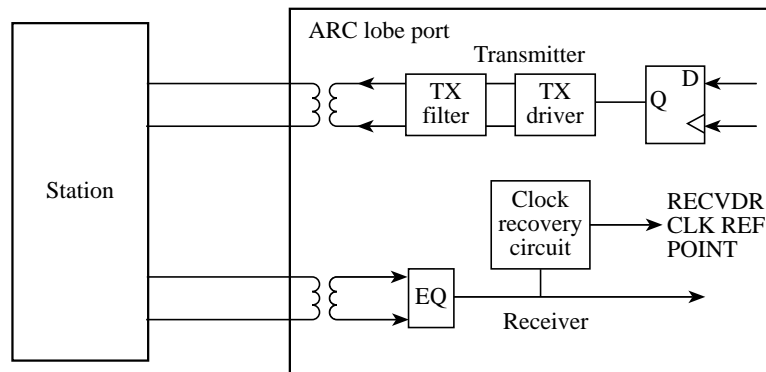 ARC lobe port
Transmitter
TX
filter
TX
driver
D
Q
Station
Clock
recovery
circuit
RECVDR
CLK REF
POINT
EQ
Receiver